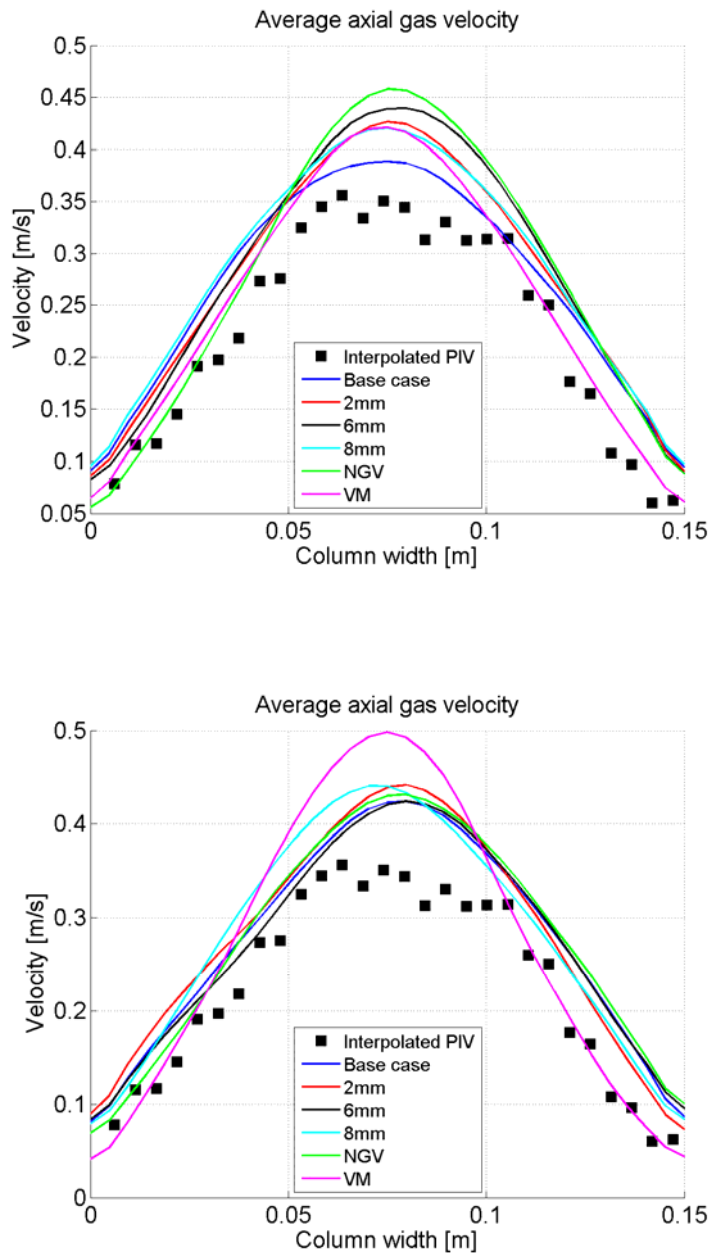 Average axial gas velocity
0.5
0.45
0.4
0.35
0.3
0.25
0.2
0.15
0.1
0.05
Velocity [m/s]
Interpolated PIV
Base case
2mm
6mm
8mm
NGV
VM
0
0.05
0.1
0.15
Column width [m]
Average axial gas velocity
0.5
0.4
0.3
0.2
0.1
0
Velocity [m/s]
Interpolated PIV
Base case
2mm
6mm
8mm
NGV
VM
0
0.05
0.1
0.15
Column width [m]